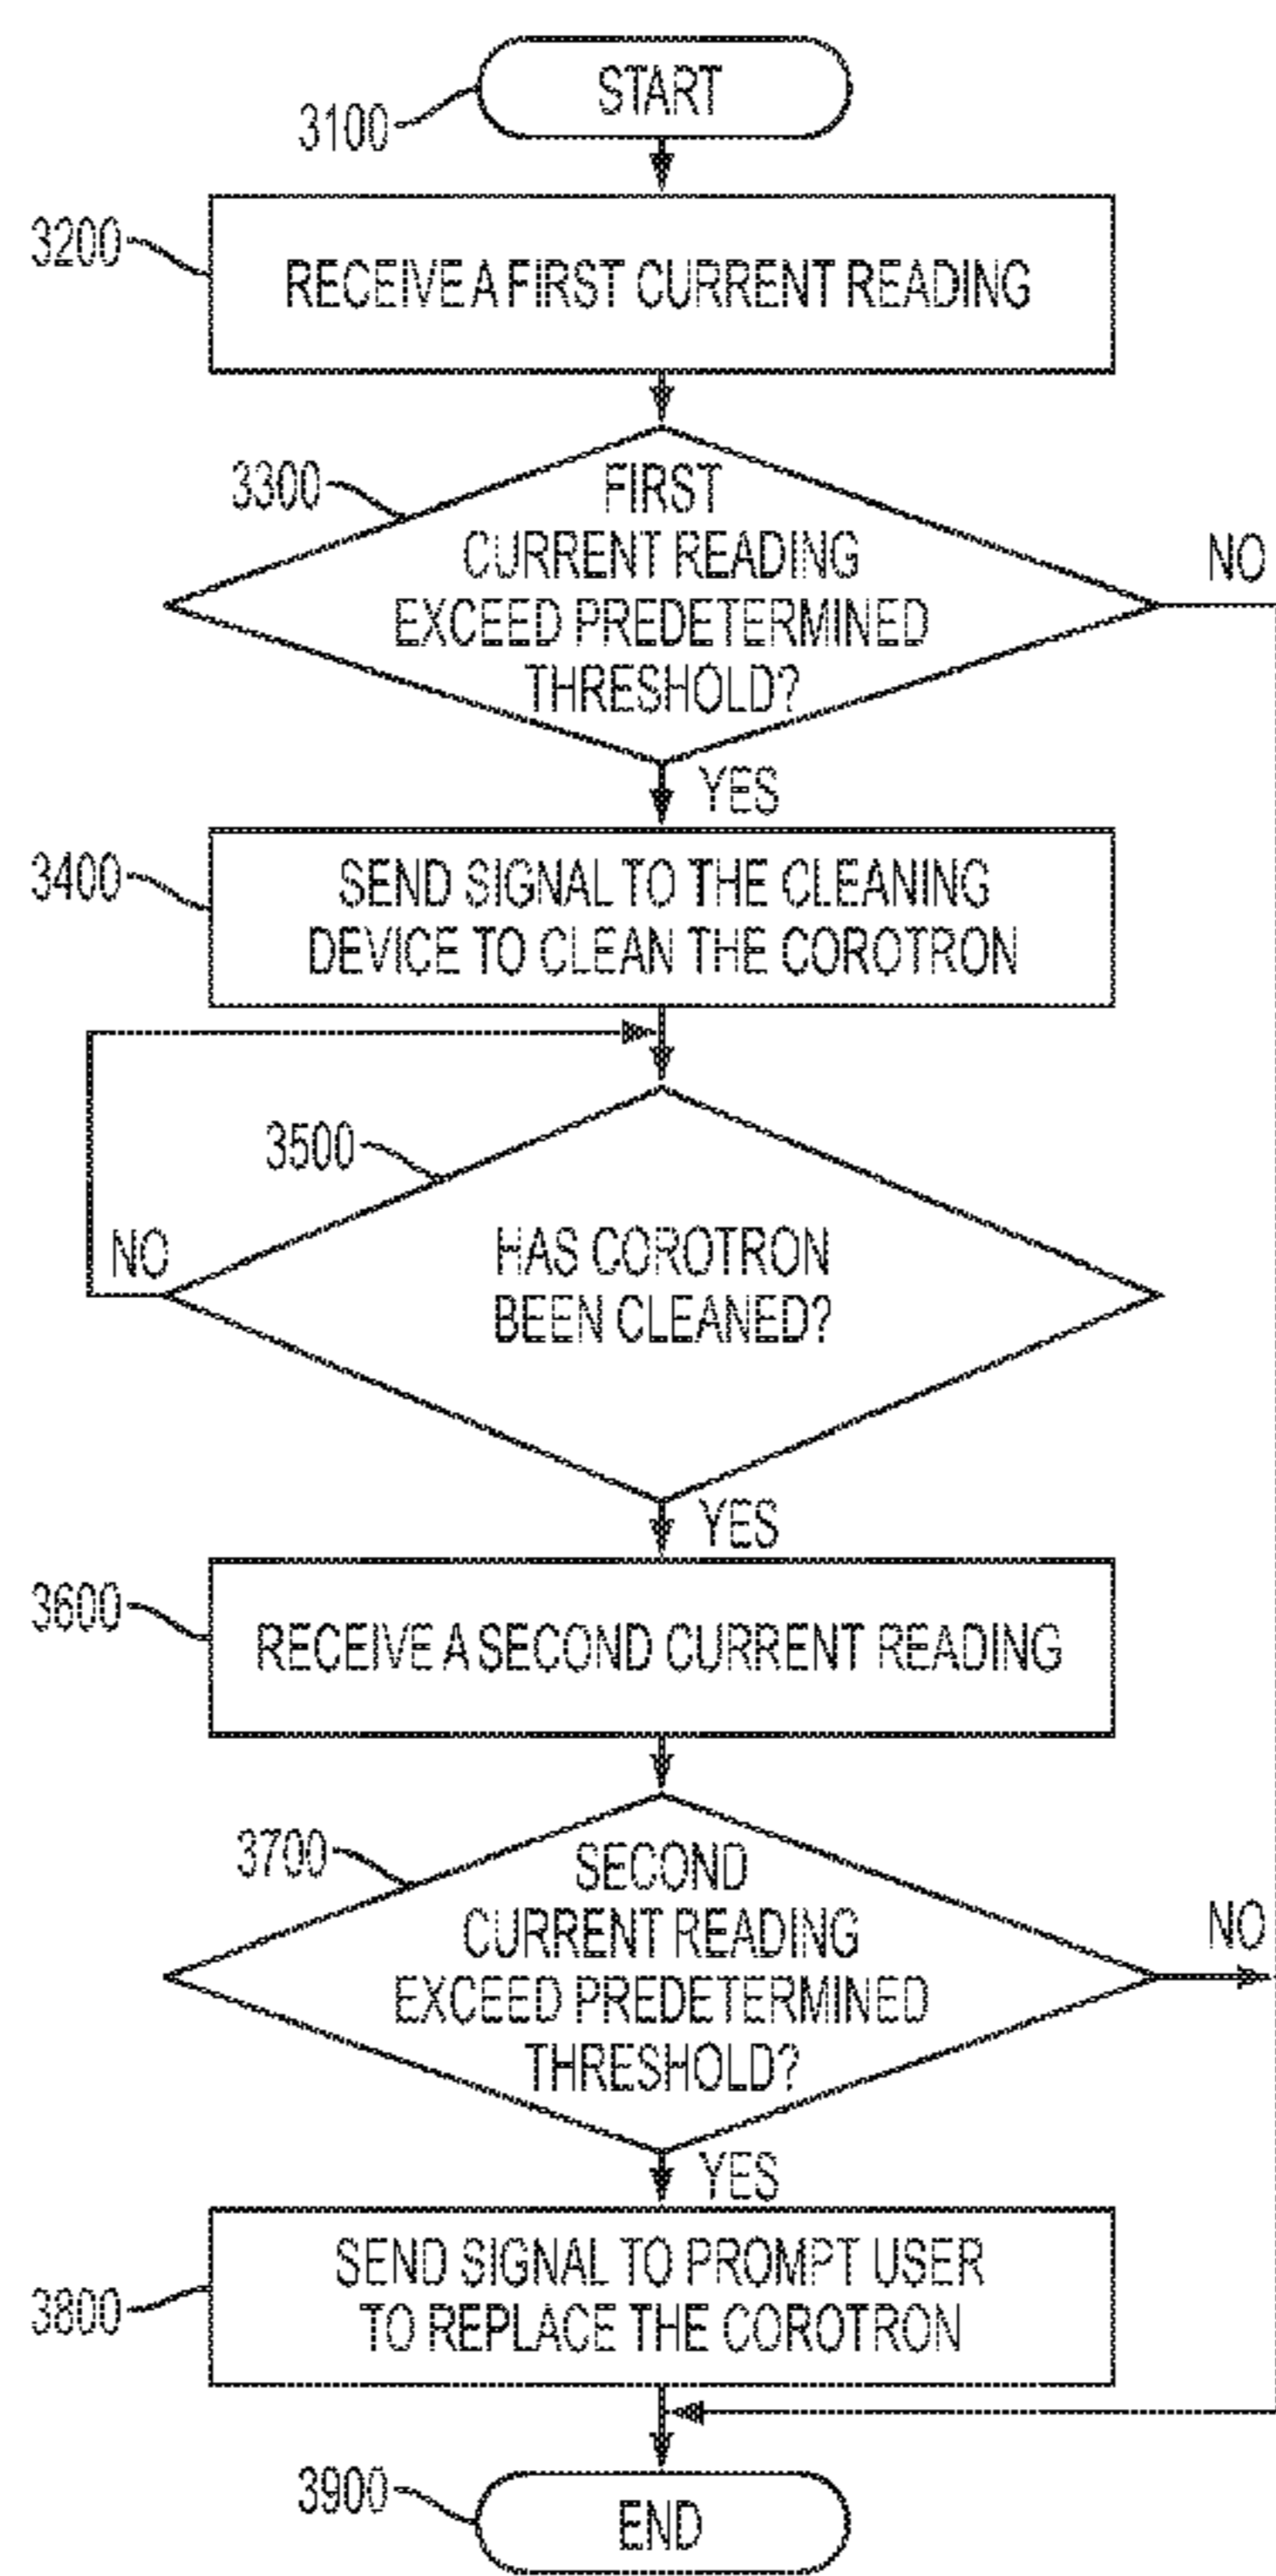 START
3100
3200
RECEIVE A FIRST CURRENT READING
3300
FIRST
CURRENT READING
EXCEED PREDETERMINED
THRESHOLD?
NO
YES
3400
SEND SIGNAL TO THE CLEANING
DEVICE TO CLEAN THE COROTRON
3500
NO
HAS COROTRON
BEEN CLEANED?
YES
3600
RECEIVE A SECOND CURRENT READING
3700
SECOND
CURRENT READING
EXCEED PREDETERMINED
THRESHOLD?
NO
YES
3800
SEND SIGNAL TO PROMPT USER
TO REPLACE THE COROTRON
3900
END